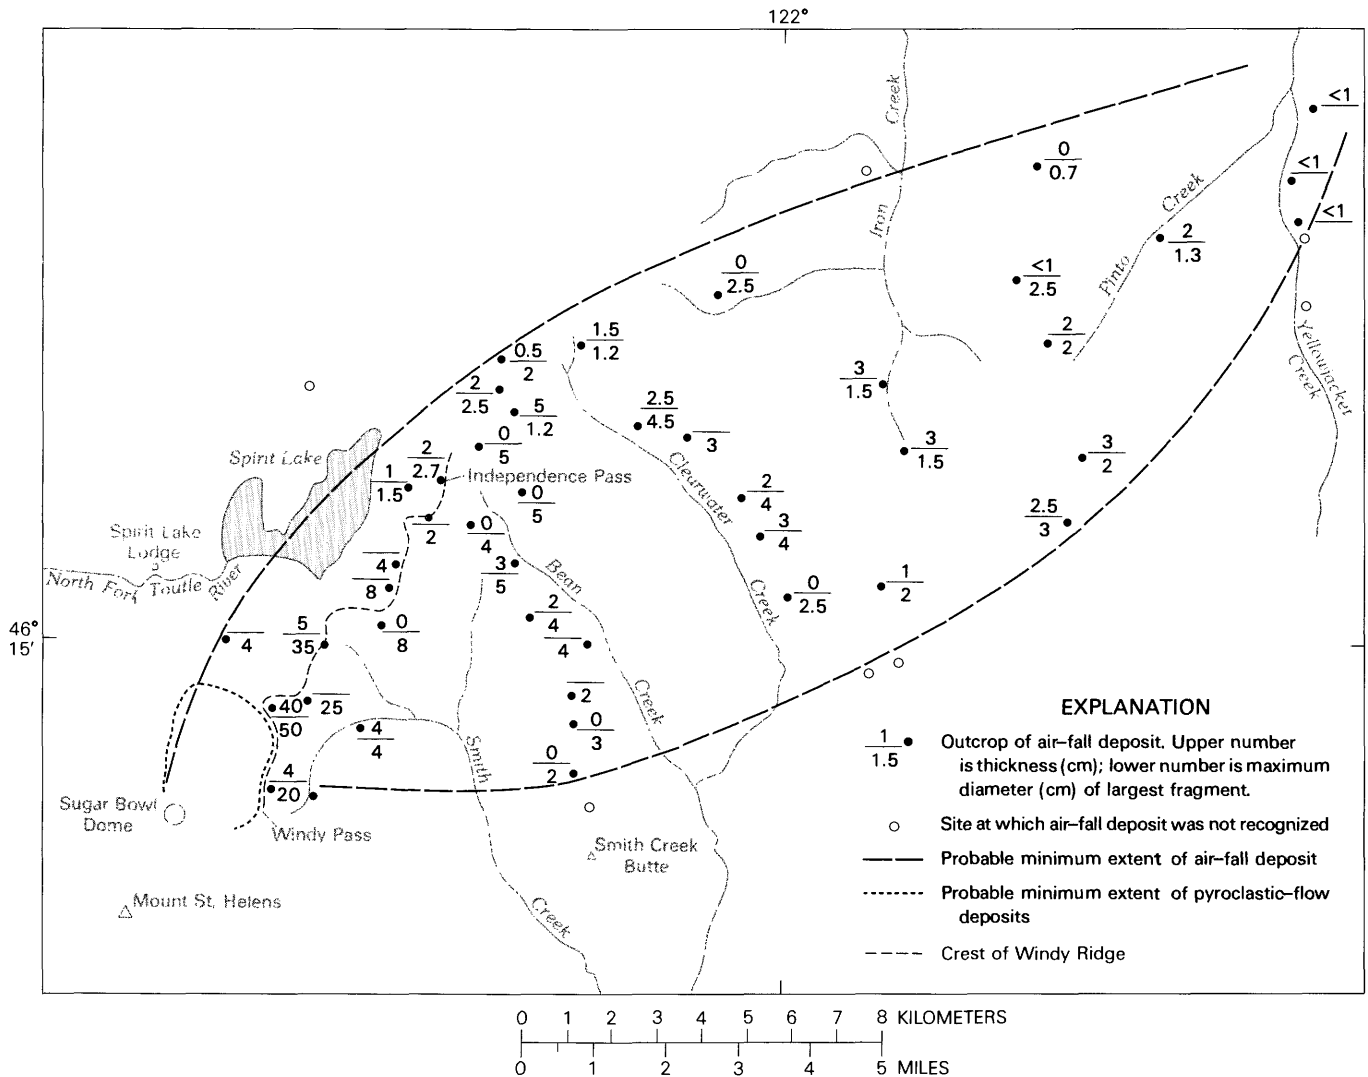 122°
Creek
<1
0
0.7
<1
Creek
Iron
<1
2
1.3
0
2.5
<1
2.5
Pinto
1.5
1.2
2
2
0.5
2
Yellowjacket
Creek
2
2.5
3
1.5
5
1.2
2.5
4.5
3
0
5
3
1.5
3
2
Spirit Lake
2
2.7
Independence Pass
1
1.5
Clearwater
0
5
2
4
2.5
3
Spirit Lake
Lodge
2
0
4
3
4
North Fork Toutle River
4
3
5
Bean
8
2
4
Creek
0
2.5
1
2
46°
15'
4
5
35
0
8
4
40
50
25
2
Creek
4
4
0
3
Smith
4
20
0
2
Sugar Bowl
Dome
Windy Pass
Smith Creek
Butte
Mount St. Helens
Creek
EXPLANATION
1
1.5
Outcrop of air–fall deposit. Upper number
is thickness (cm); lower number is maximum
diameter (cm) of largest fragment.
Site at which air–fall deposit was not recognized
Probable minimum extent of air–fall deposit
Probable minimum extent of pyroclastic–flow
deposits
Crest of Windy Ridge
0 1 2 3 4 5 6 7 8 KILOMETERS
0 1 2 3 4 5 MILES